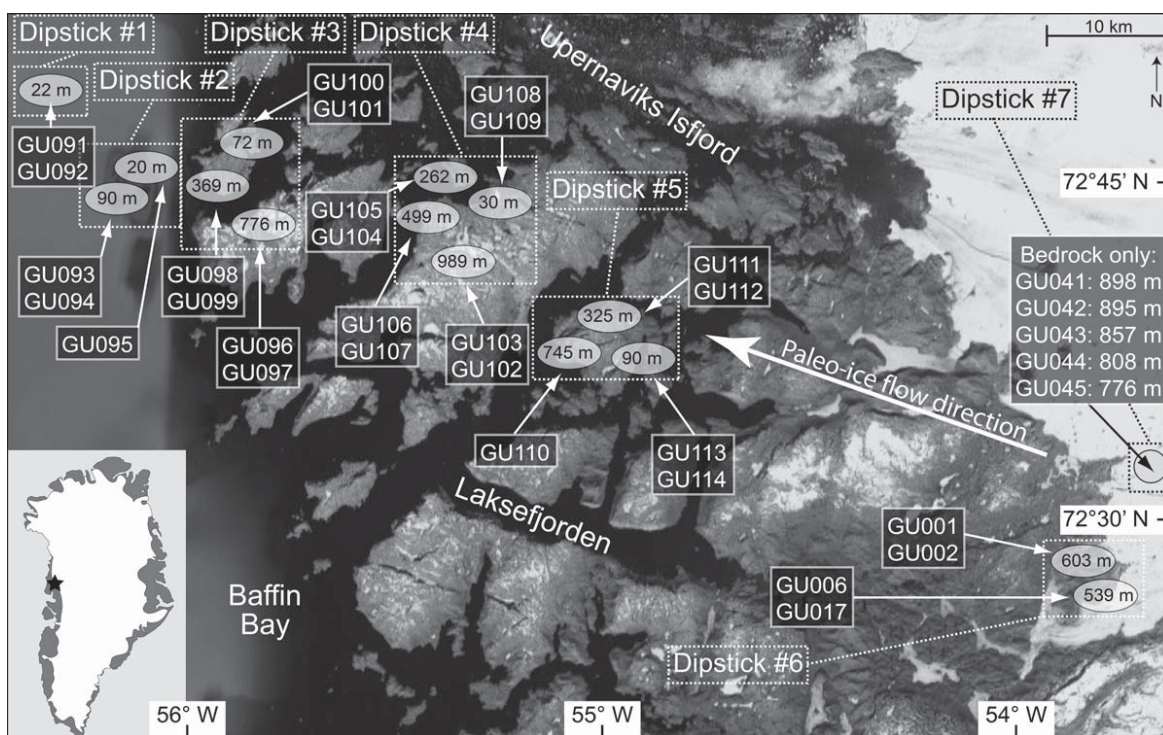 Dipstick #1
Dipstick #2
Dipstick #3
Dipstick #4
22 m
GU091
GU092
20 m
90 m
GU093
GU094
GU095
GU100
GU101
72 m
369 m
776 m
GU098
GU099
GU096
GU097
GU108
GU109
262 m
30 m
499 m
989 m
GU105
GU104
GU106
GU107
GU103
GU102
Upernaviks Isfjord
Dipstick #5
GU111
GU112
325 m
745 m
90 m
GU110
GU113
GU114
Paleo-ice flow direction
10 km
N
Dipstick #7
72°45' N
Bedrock only:
GU041: 898 m
GU042: 895 m
GU043: 857 m
GU044: 808 m
GU045: 776 m
72°30' N
Laksefjorden
GU001
GU002
603 m
539 m
GU006
GU017
Dipstick #6
Baffin
Bay
56° W
55° W
54° W